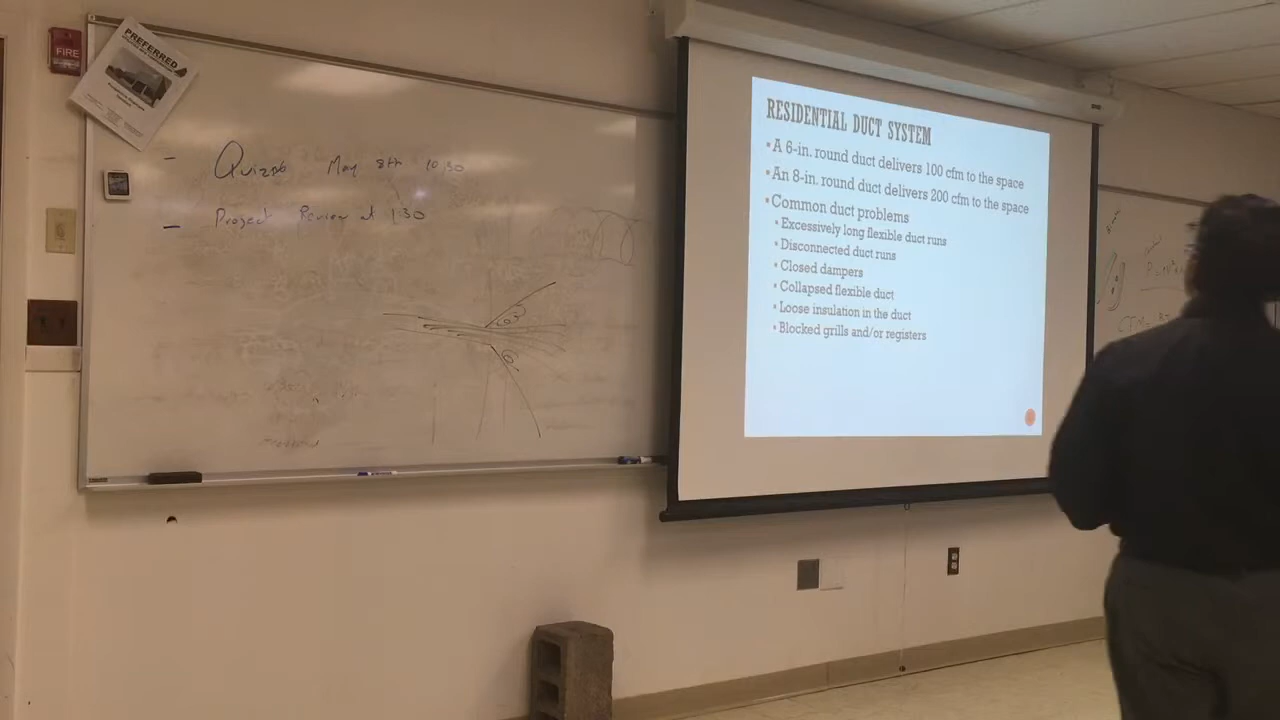 FIRE
PREFERRED
May 8th 10:30
Project Review at 1:30
RESIDENTIAL DUCT SYSTEM
▪A 6-in. round duct delivers 100 cfm to the space
▪An 8-in. round duct delivers 200 cfm to the space
▪Common duct problems
▪Excessively long flexible duct runs
▪Disconnected duct runs
▪Closed dampers
▪Collapsed flexible duct
▪Loose insulation in the duct
▪Blocked grills and/or registers